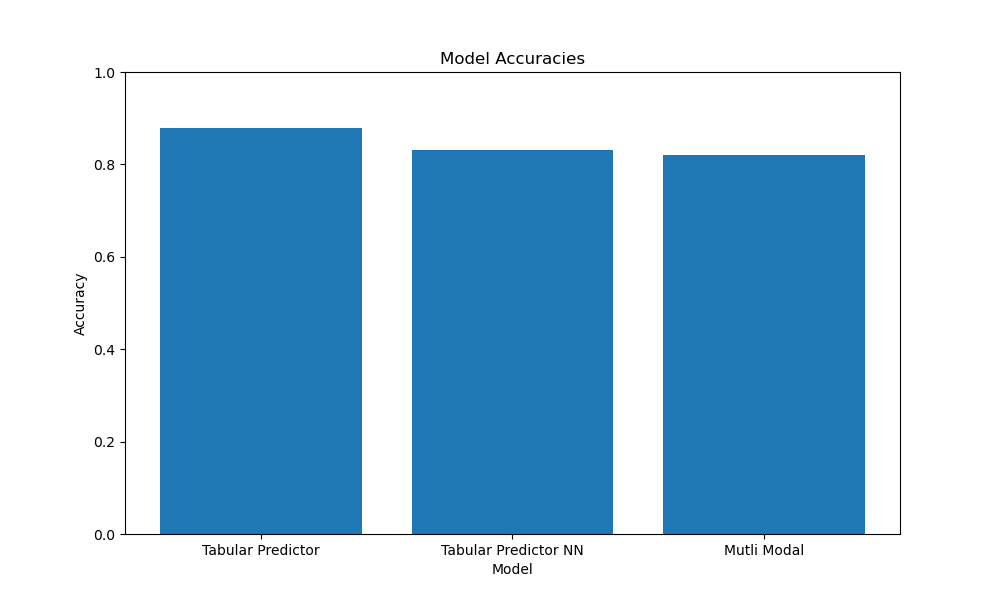 Model Accuracies
1.0
0.8
0.6
0.4
0.2
0.0
Accuracy
Tabular Predictor
Tabular Predictor NN
Mutli Modal
Model